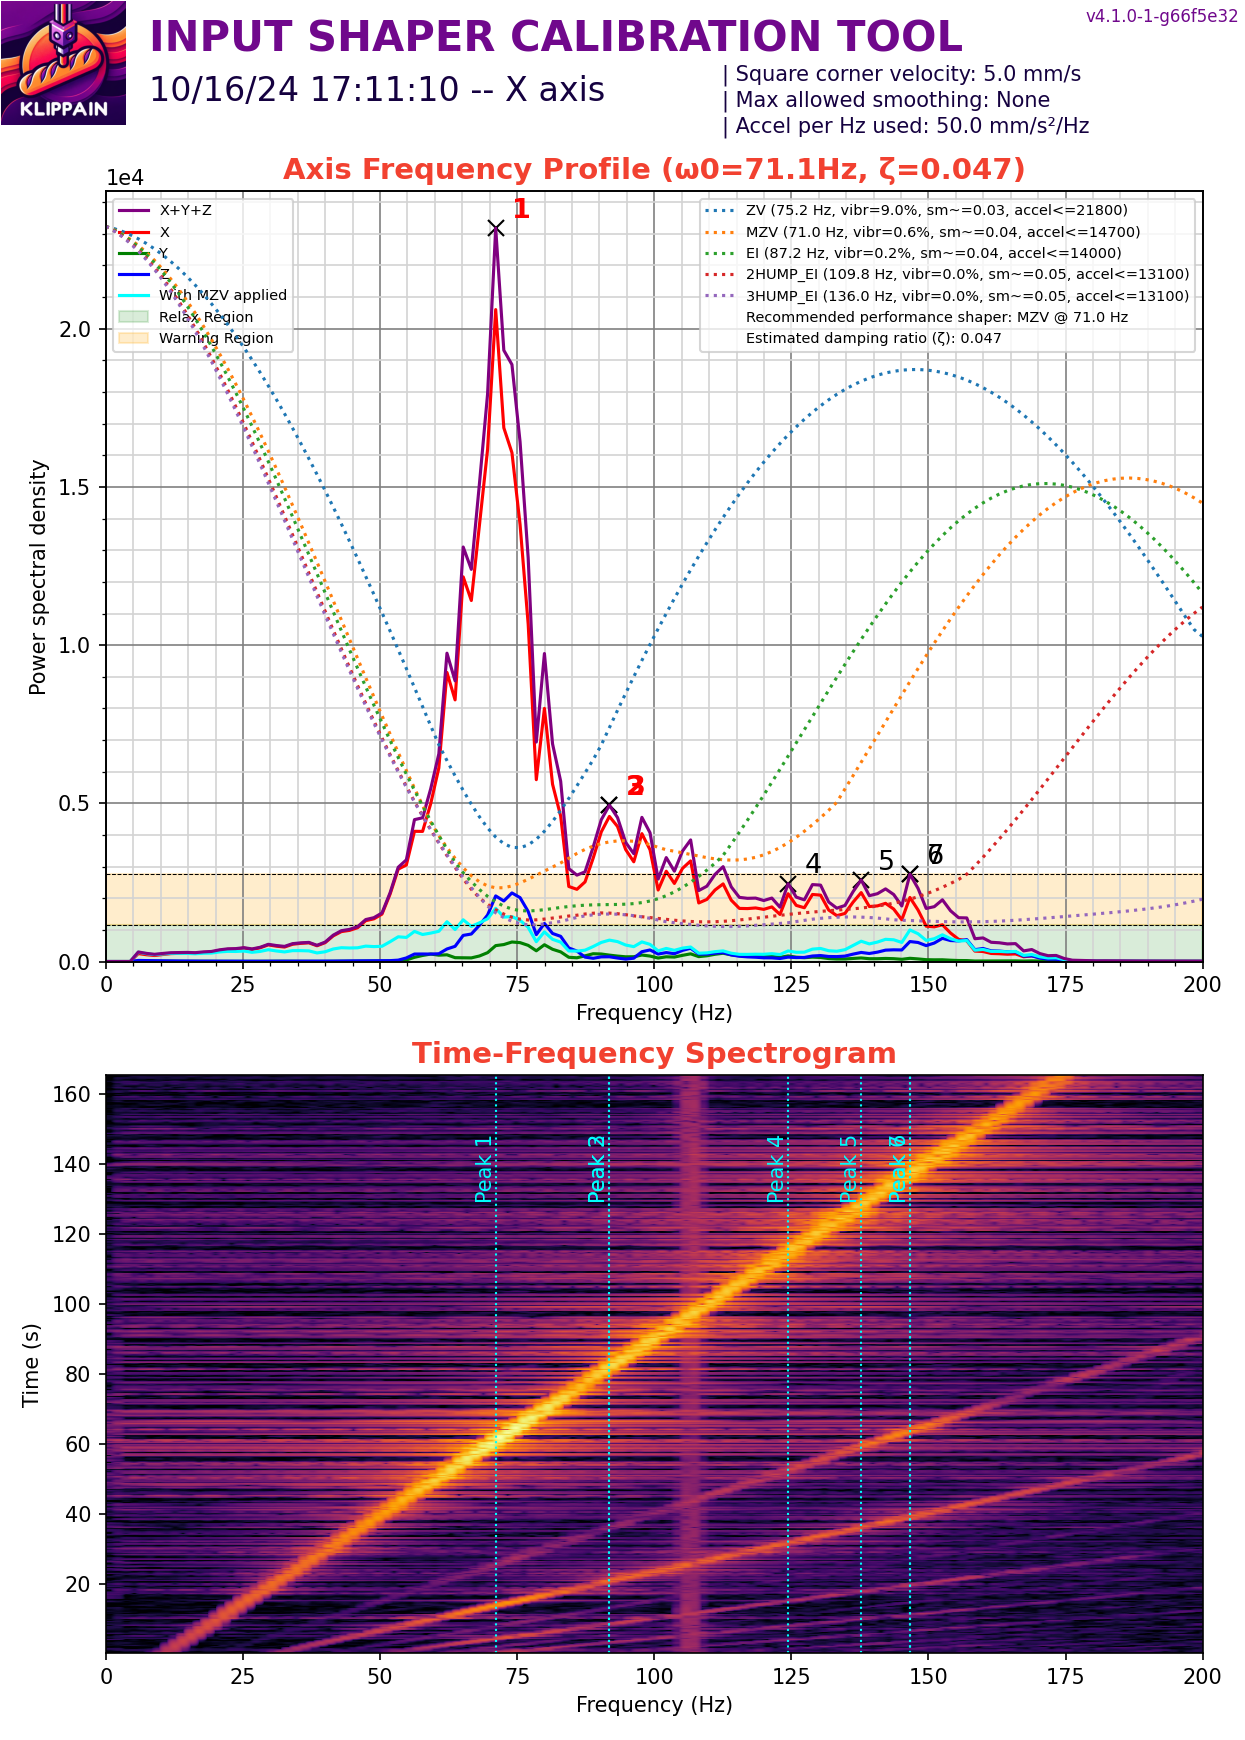 v4.1.0-1-g66f5e32
INPUT SHAPER CALIBRATION TOOL
10/16/24 17:11:10 -- X axis
| Square corner velocity: 5.0 mm/s
| Max allowed smoothing: None
| Accel per Hz used: 50.0 mm/s²/Hz
KLIPPAIN
Axis Frequency Profile (ω0=71.1Hz, ζ=0.047)
1e4
X+Y+Z
X
Y
Z
With MZV applied
Relax Region
Warning Region
ZV (75.2 Hz, vibr=9.0%, sm~=0.03, accel<=21800)
MZV (71.0 Hz, vibr=0.6%, sm~=0.04, accel<=14700)
EI (87.2 Hz, vibr=0.2%, sm~=0.04, accel<=14000)
2HUMP_EI (109.8 Hz, vibr=0.0%, sm~=0.05, accel<=13100)
3HUMP_EI (136.0 Hz, vibr=0.0%, sm~=0.05, accel<=13100)
Recommended performance shaper: MZV @ 71.0 Hz
Estimated damping ratio (ζ): 0.047
1
2
3
4
5
6
7
Power spectral density
2.0
1.5
1.0
0.5
0.0
0 25 50 75 100 125 150 175 200
Frequency (Hz)
Time-Frequency Spectrogram
Time (s)
160
140
120
100
80
60
40
20
Peak 1
Peak 3
Peak 4
Peak 5
Peak 6
0 25 50 75 100 125 150 175 200
Frequency (Hz)